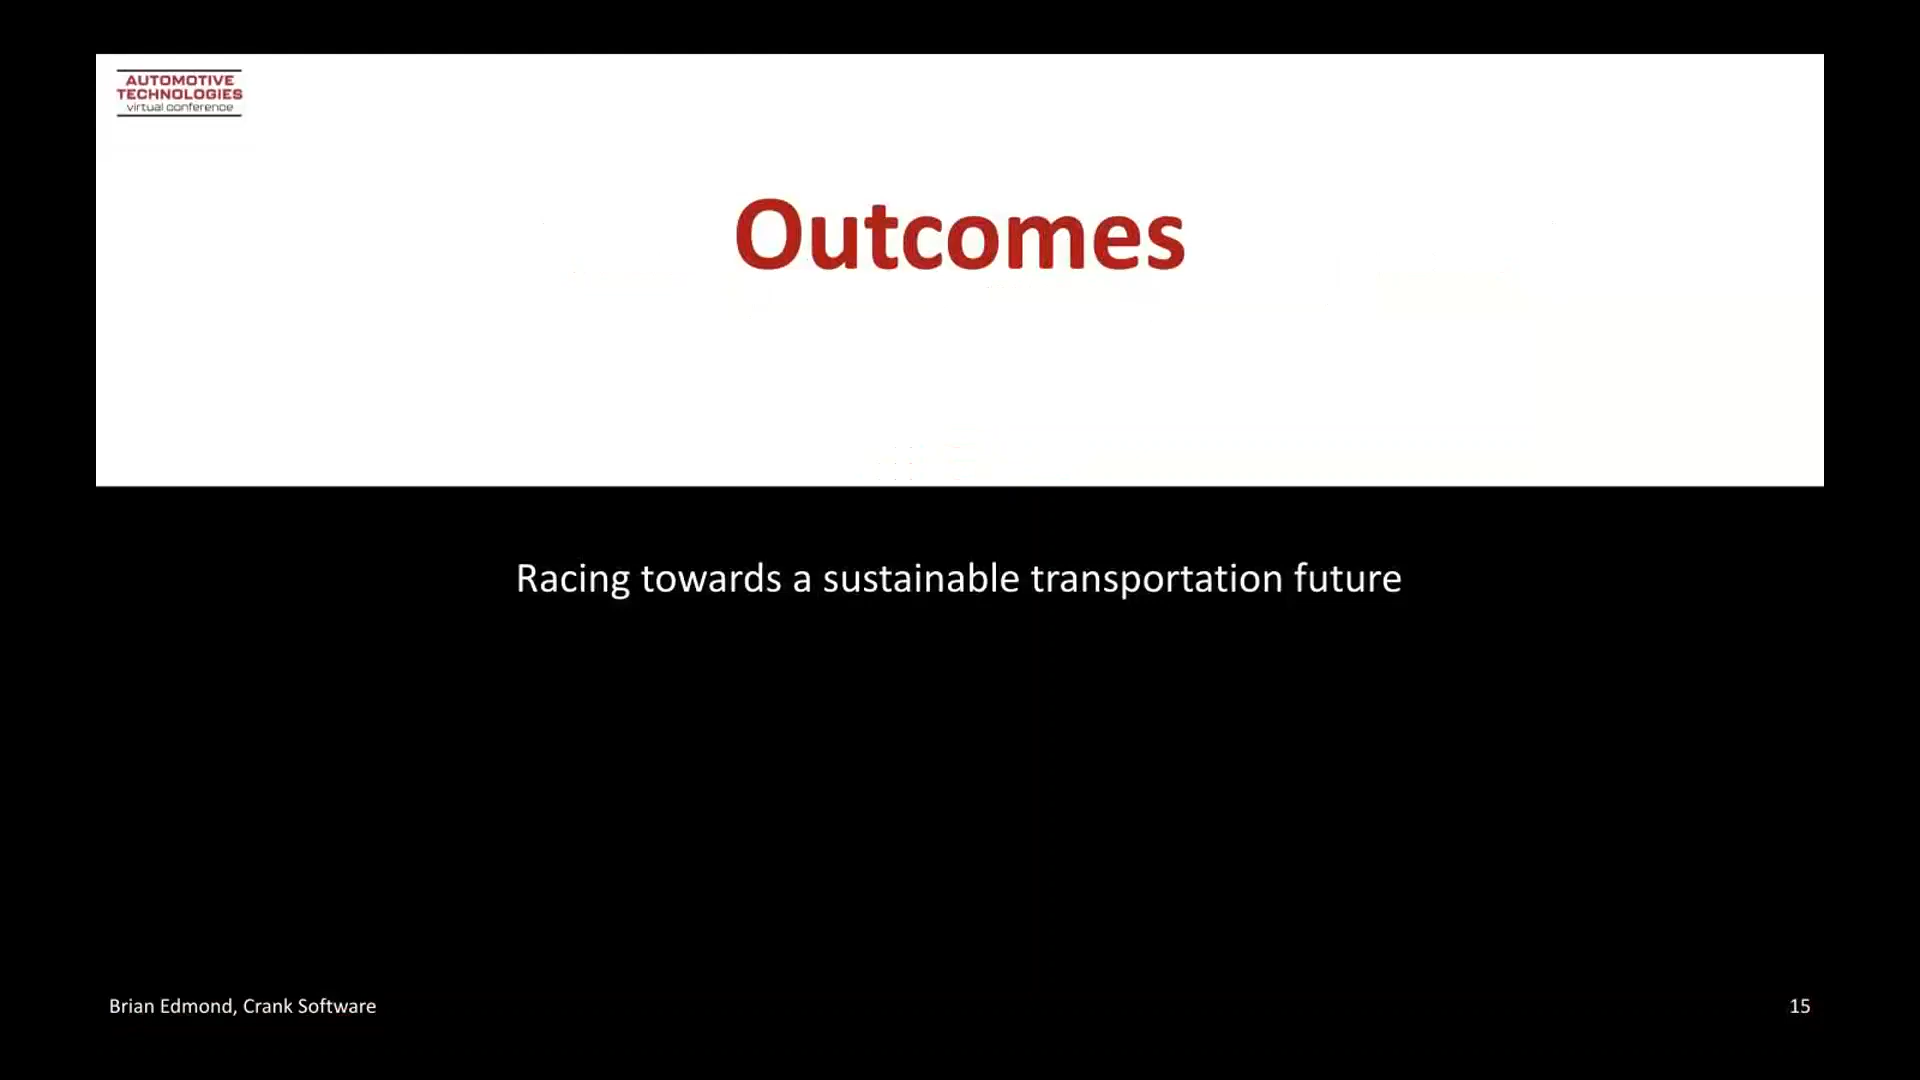 AUTOMOTIVE
TECHNOLOGIES
virtual conference
Outcomes
Racing towards a sustainable transportation future
Brian Edmond, Crank Software
15